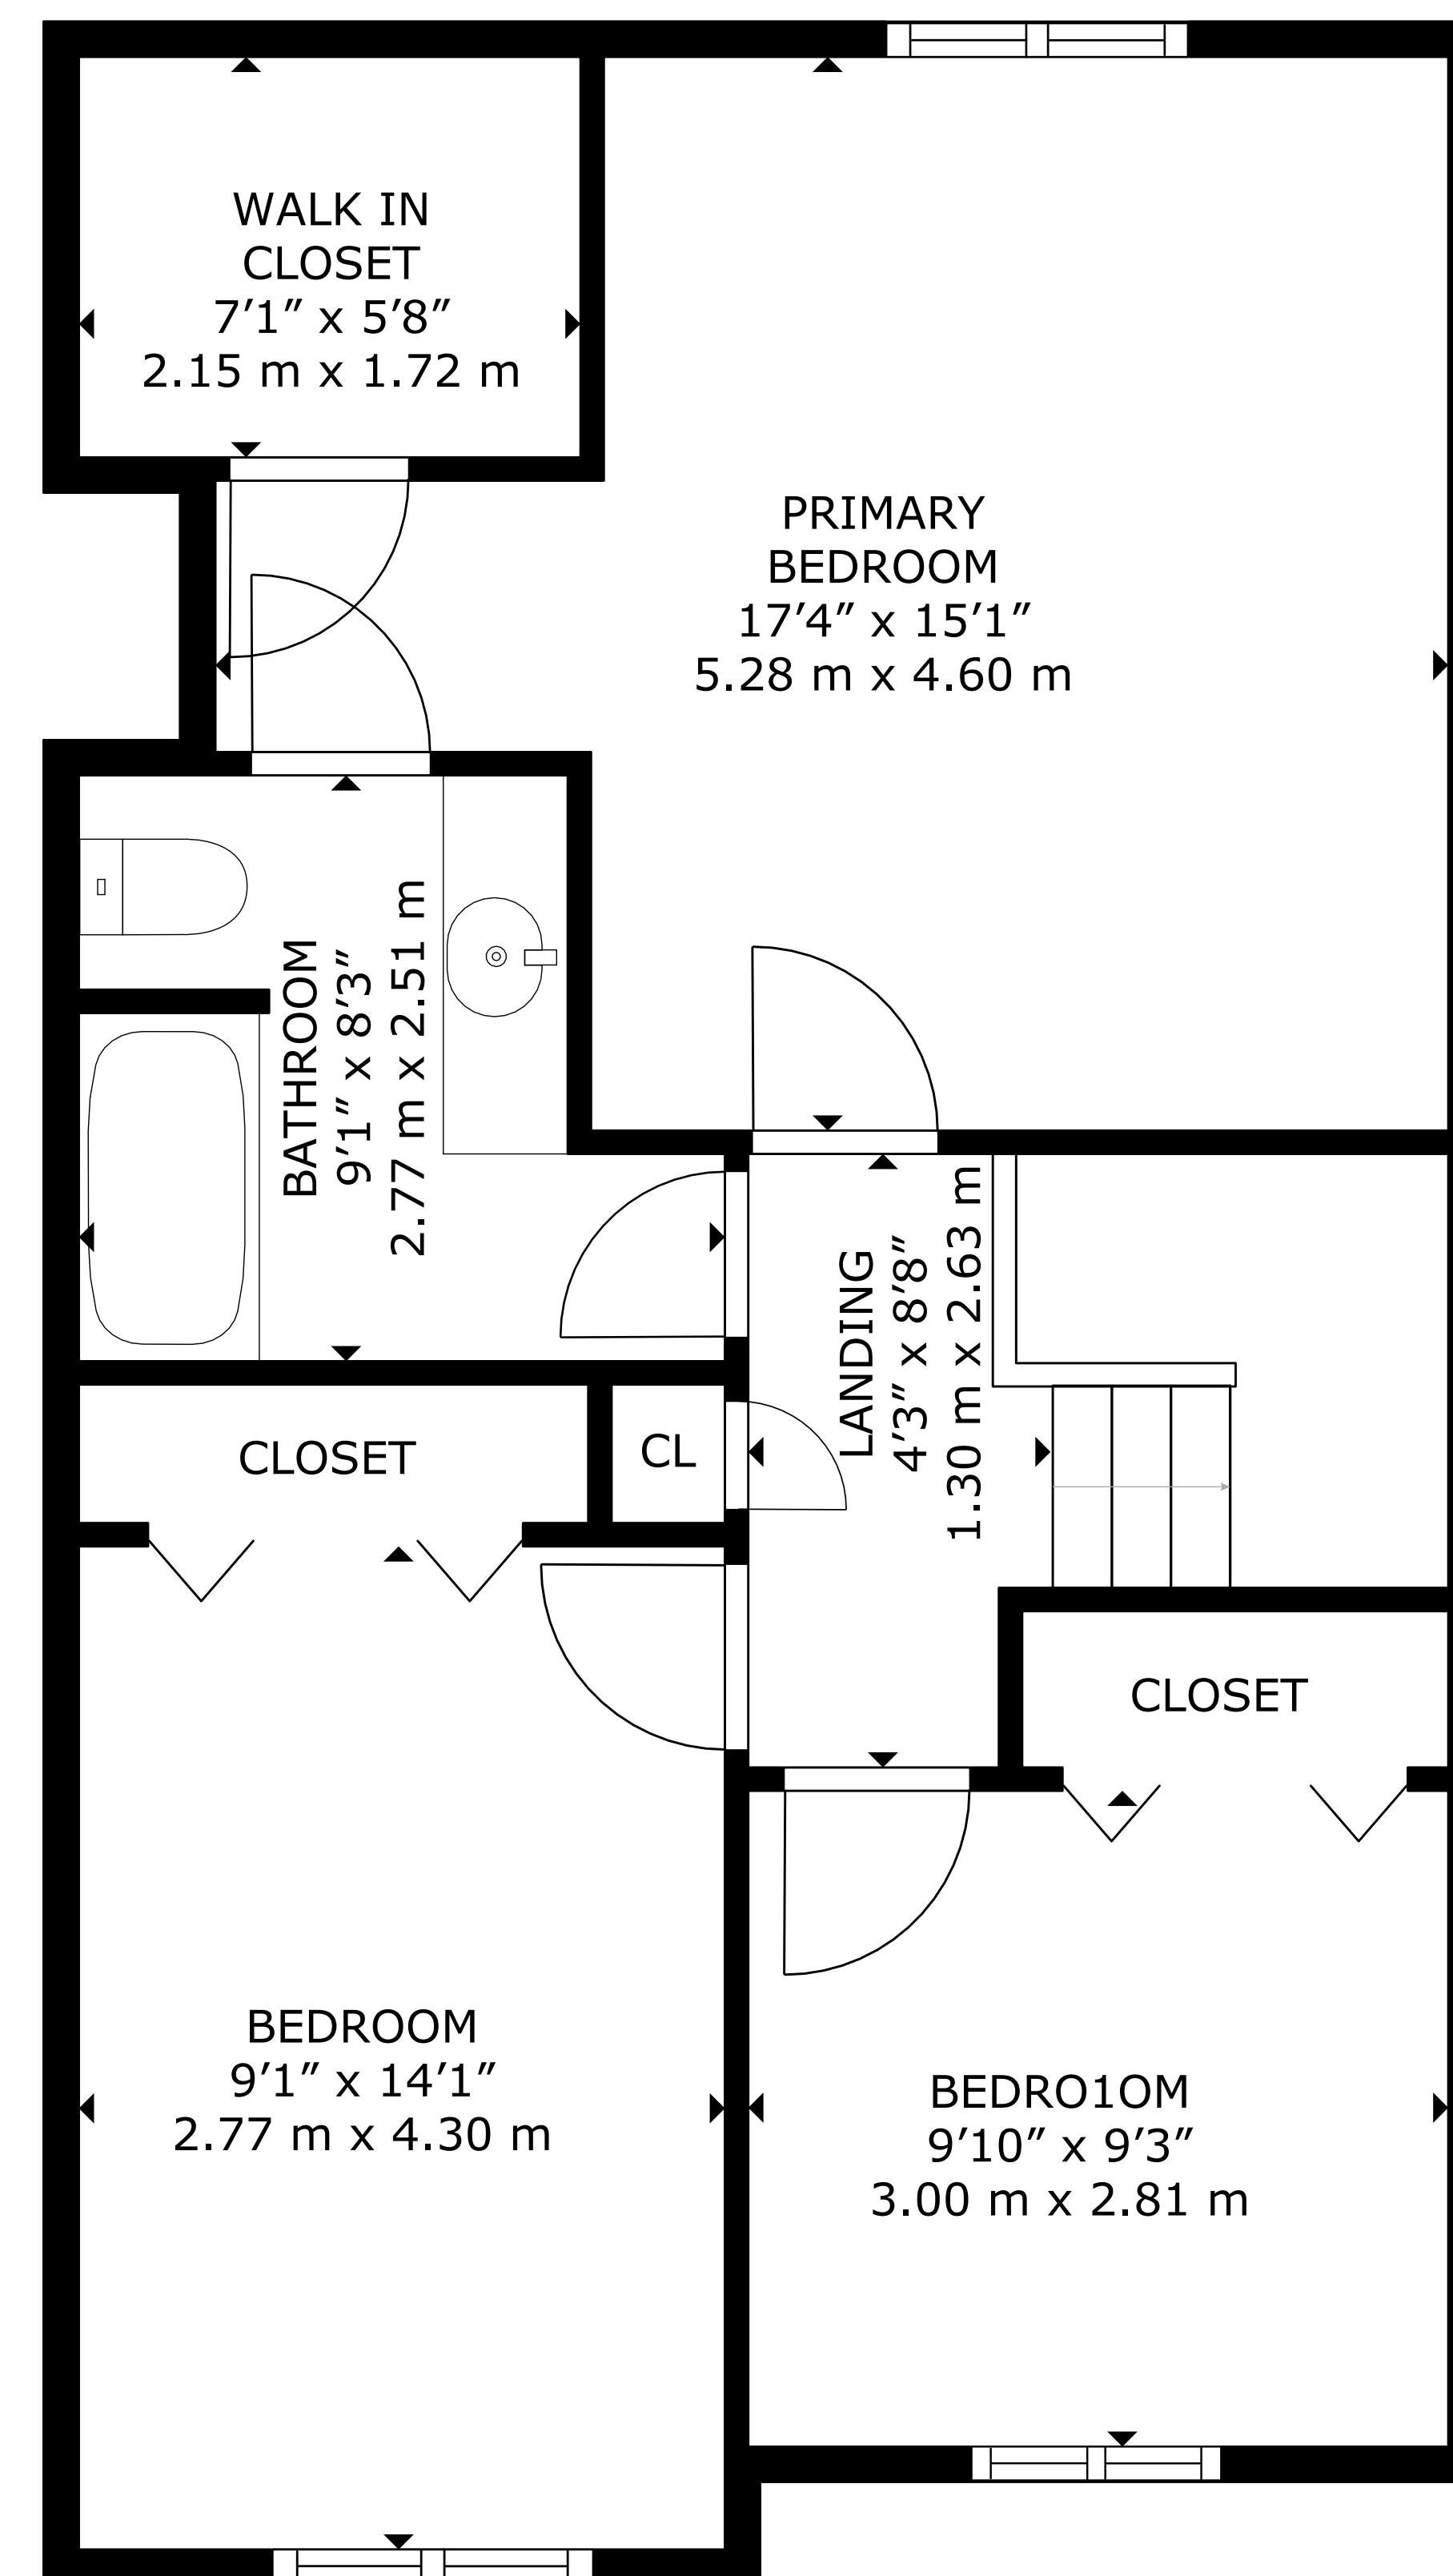 WALK IN
CLOSET
7'1" x 5'8"
2.15 m x 1.72 m
PRIMARY
BEDROOM
17'4" x 15'1"
5.28 m x 4.60 m
BATHROOM
9'1" x 8'3"
2.77 m x 2.51 m
LANDING
4'3" x 8'8"
1.30 m x 2.63 m
CLOSET
CL
CLOSET
BEDROOM
9'1" x 14'1"
2.77 m x 4.30 m
BEDRO1OM
9'10" x 9'3"
3.00 m x 2.81 m